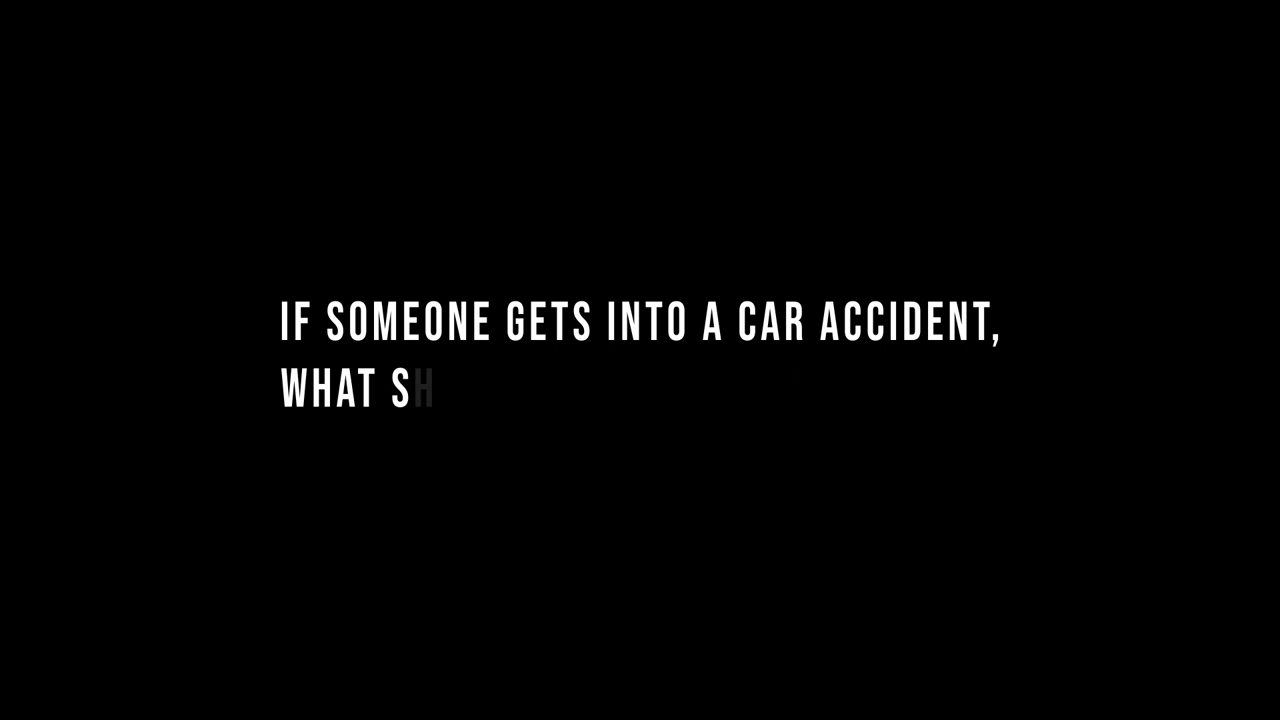 IF SOMEONE GETS INTO A CAR ACCIDENT,
WHAT SH